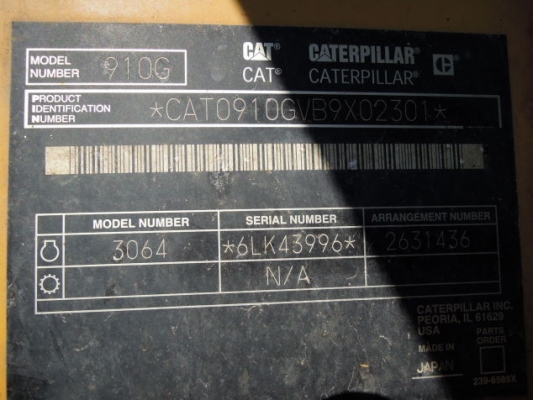 MODEL NUMBER 910G
CAT® CATERPILLAR® C
CAT® CATERPILLAR®
PRODUCT IDENTIFICATION NUMBER *CAT0910GVB9X02301*
MODEL NUMBER SERIAL NUMBER ARRANGEMENT NUMBER
3064 *6LK43996* 2631436
N/A
CATERPILLAR INC.
PEORIA, IL 61629
USA PARTS ORDER
MADE IN
JAPAN